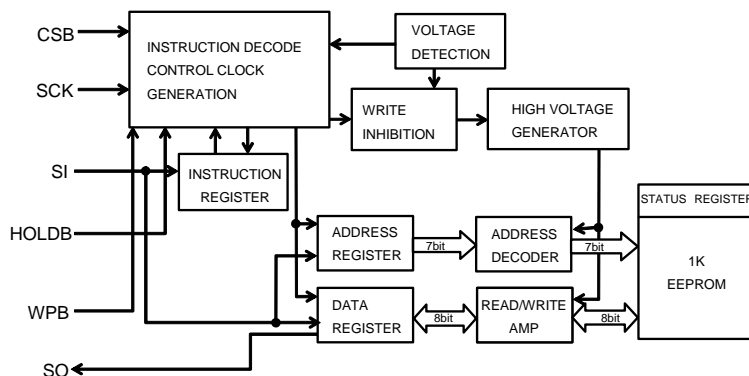 CSB
SCK
SI
HOLDB
WPB
SO
INSTRUCTION DECODE
CONTROL CLOCK
GENERATION
VOLTAGE
DETECTION
WRITE
INHIBITION
HIGH VOLTAGE
GENERATOR
INSTRUCTION
REGISTER
ADDRESS
REGISTER
7bit
ADDRESS
DECODER
7bit
DATA
REGISTER
8bit
READ/WRITE
AMP
8bit
STATUS REGISTER
1K
EEPROM